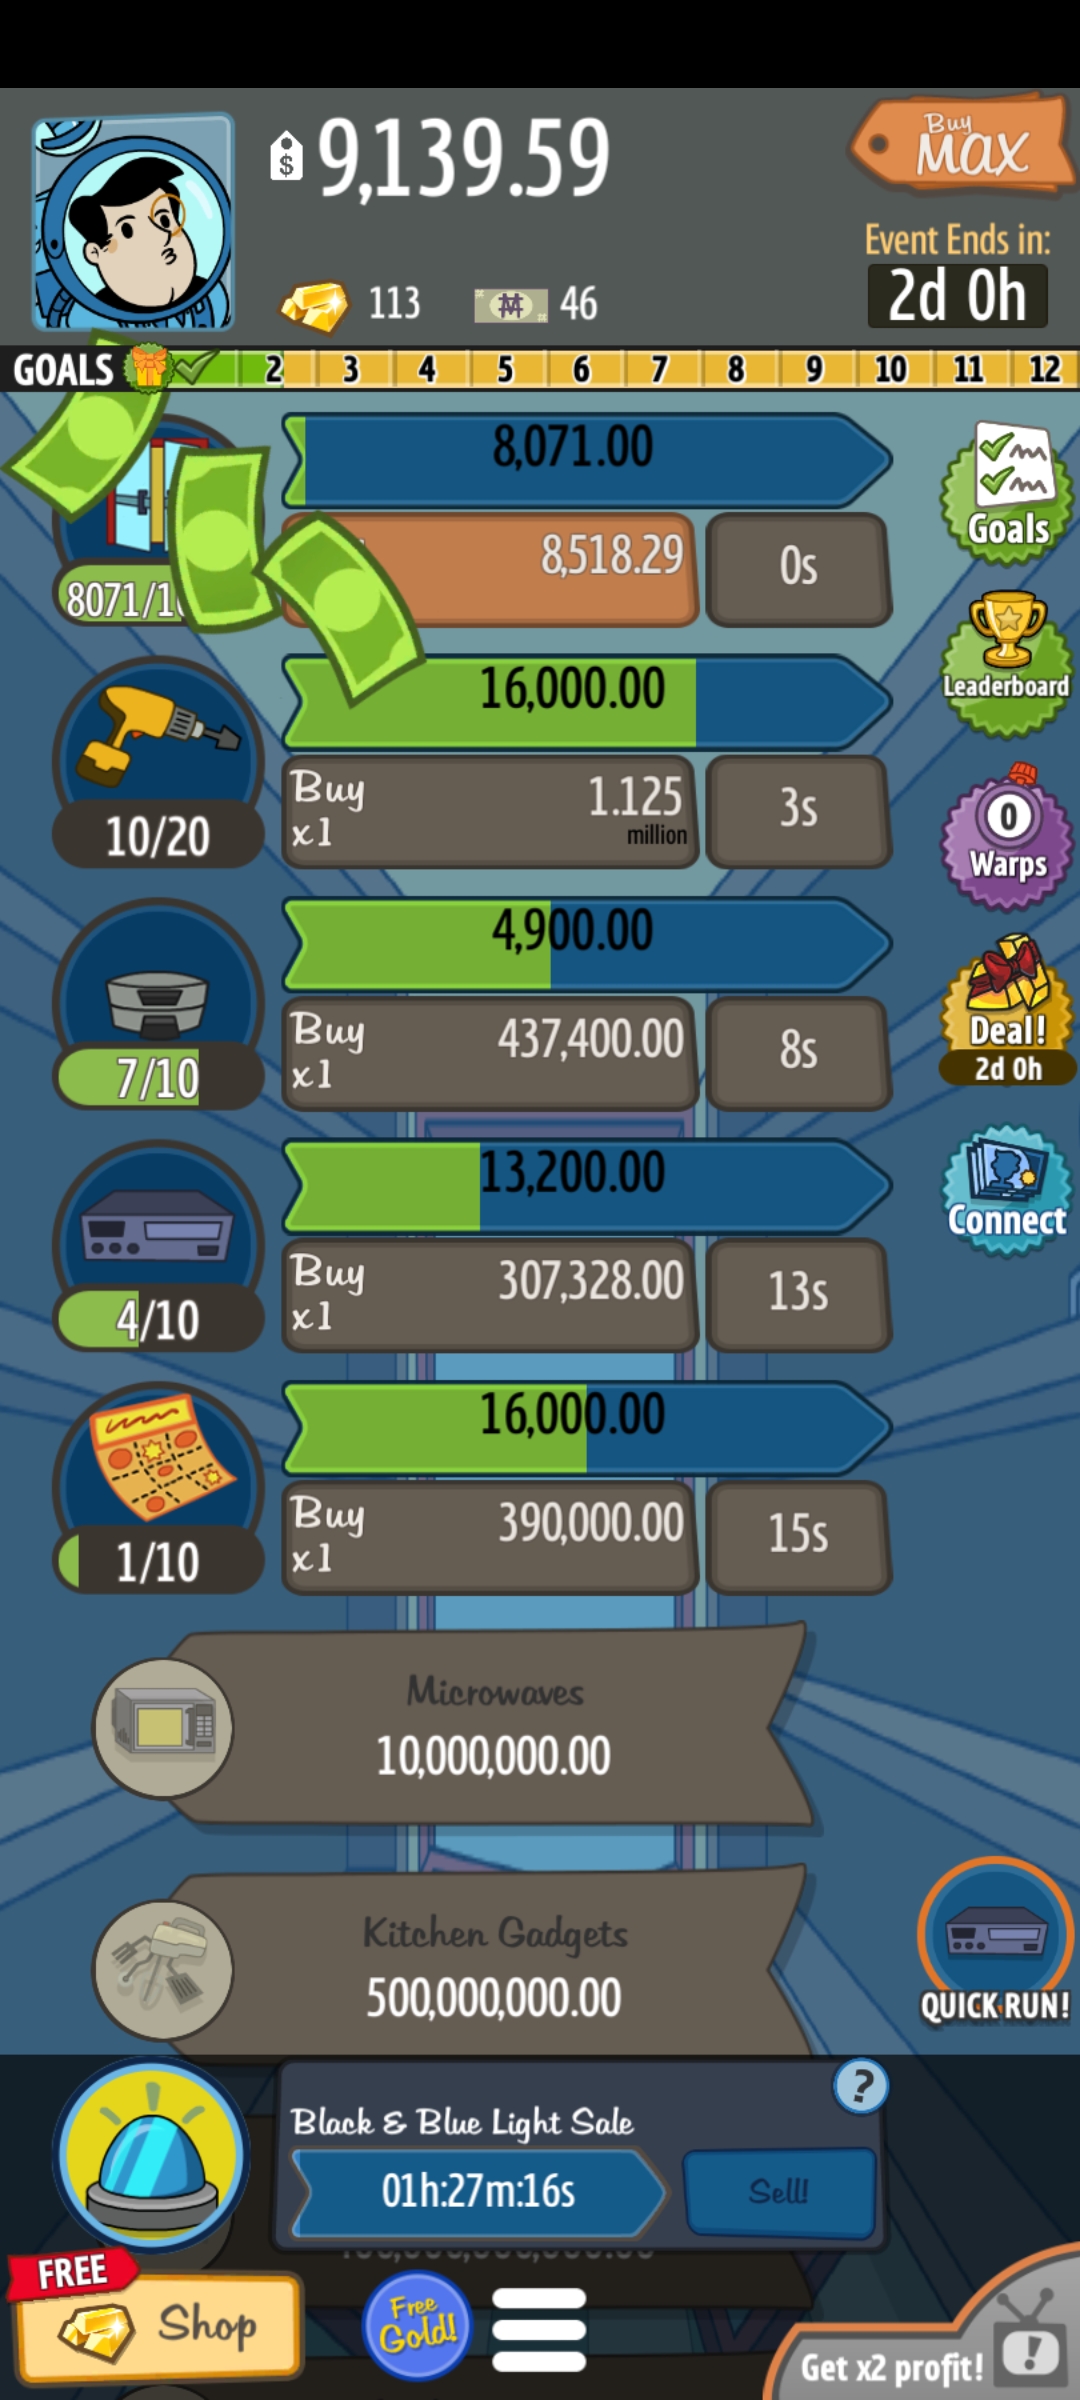 $ 9,139.59
Buy
MAX
Event Ends in:
2d 0h
113
46
GOALS 2 3 4 5 6 7 8 9 10 11 12
8,071.00
8,518.29
0s
8071/1
Goals
16,000.00
Buy
x1
1.125
million
3s
10/20
Leaderboard
0
Warps
4,900.00
Buy
x1
437,400.00
8s
7/10
Deal!
2d 0h
13,200.00
Buy
x1
307,328.00
13s
4/10
Connect
16,000.00
Buy
x1
390,000.00
15s
1/10
Microwaves
10,000,000.00
Kitchen Gadgets
500,000,000.00
QUICK RUN!
?
Black & Blue Light Sale
01h:27m:16s
Sell!
FREE
Shop
Free
Gold!
Get x2 profit!
!